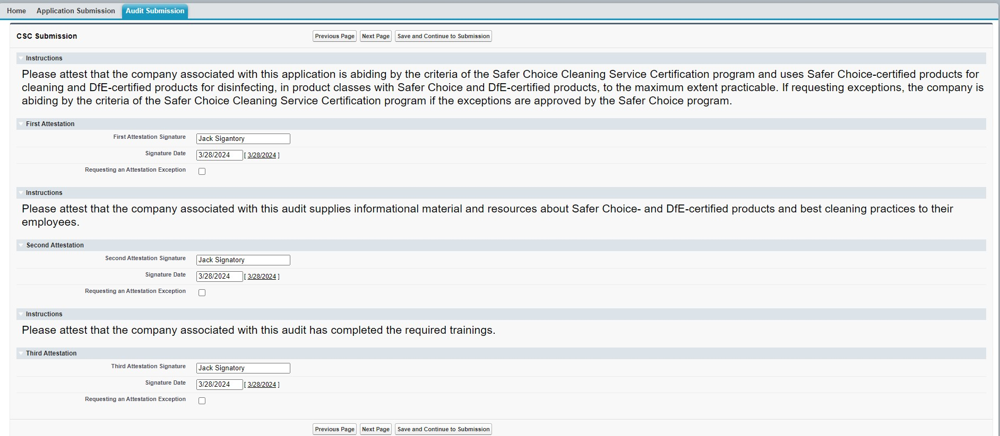 Home Application Submission Audit Submission
CSC Submission Previous Page Next Page Save and Continue to Submission
Instructions
Please attest that the company associated with this application is abiding by the criteria of the Safer Choice Cleaning Service Certification program and uses Safer Choice-certified products for
cleaning and DfE-certified products for disinfecting, in product classes with Safer Choice and DfE-certified products, to the maximum extent practicable. If requesting exceptions, the company is
abiding by the criteria of the Safer Choice Cleaning Service Certification program if the exceptions are approved by the Safer Choice program.
First Attestation
First Attestation Signature Jack Sigantory
Signature Date 3/28/2024 [ 3/28/2024 ]
Requesting an Attestation Exception
Instructions
Please attest that the company associated with this audit supplies informational material and resources about Safer Choice- and DfE-certified products and best cleaning practices to their
employees.
Second Attestation
Second Attestation Signature Jack Signatory
Signature Date 3/28/2024 [ 3/28/2024 ]
Requesting an Attestation Exception
Instructions
Please attest that the company associated with this audit has completed the required trainings.
Third Attestation
Third Attestation Signature Jack Signatory
Signature Date 3/28/2024 [ 3/28/2024 ]
Requesting an Attestation Exception
Previous Page Next Page Save and Continue to Submission